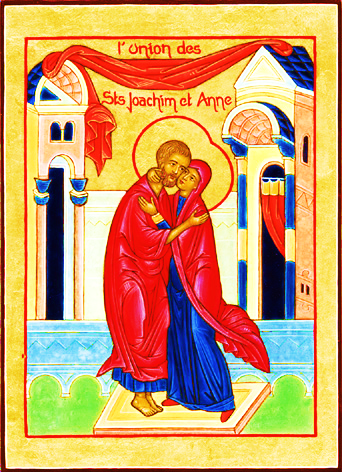 l'union des
Sts Joachim et Anne